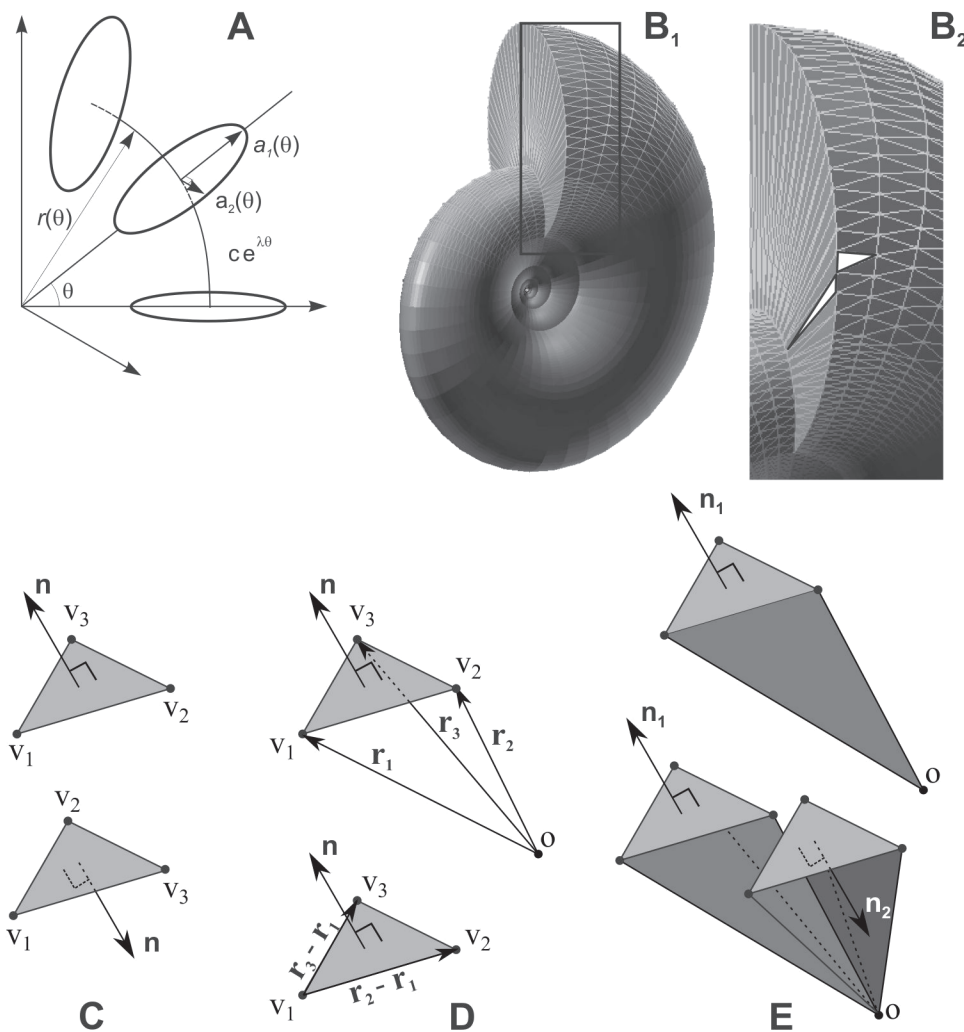 A
a₁(θ)
a₂(θ)
r(θ)
ce^λθ
θ
B₁
B₂
n
v₃
v₂
v₁
v₂
v₃
v₁
n
C
n
v₃
v₂
v₁
r₁
r₃
r₂
o
n
v₃
r₃ - r₁
v₂
v₁
r₂ - r₁
D
n₁
o
n₁
n₂
o
E